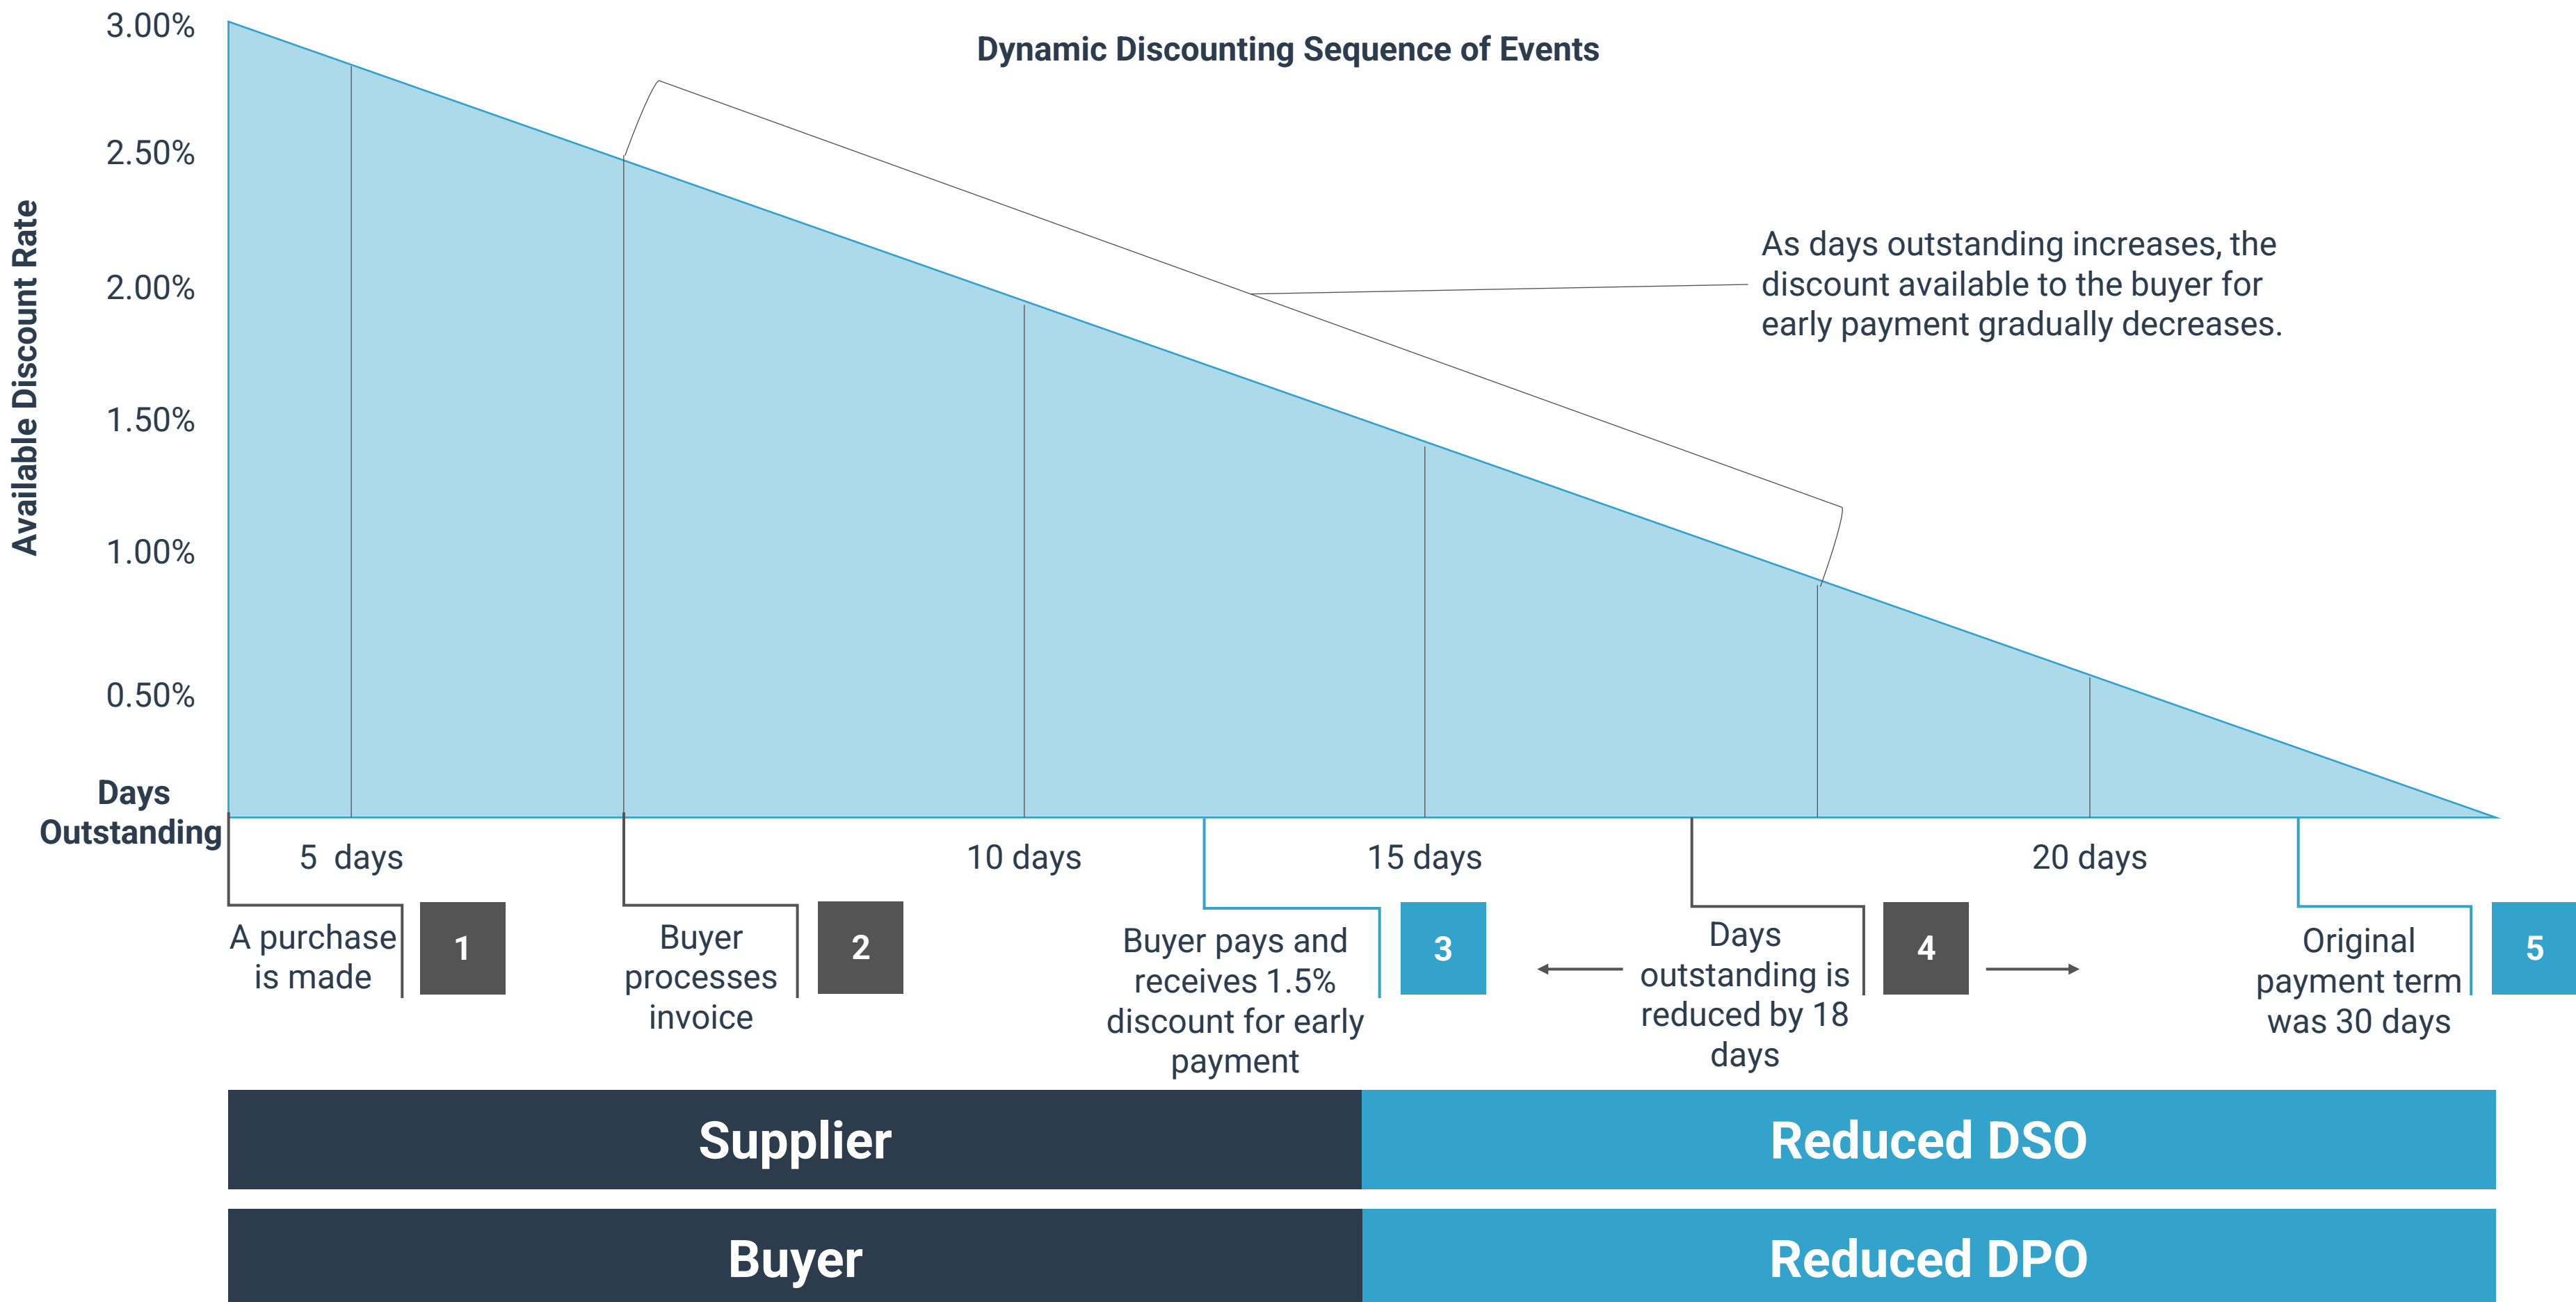 Dynamic Discounting Sequence of Events
Available Discount Rate
3.00%
2.50%
2.00%
1.50%
1.00%
0.50%
As days outstanding increases, the
discount available to the buyer for
early payment gradually decreases.
Days
Outstanding
5 days
10 days
15 days
20 days
A purchase
is made
1
Buyer
processes
invoice
2
Buyer pays and
receives 1.5%
discount for early
payment
3
Days
outstanding is
reduced by 18
days
4
Original
payment term
was 30 days
5
Supplier
Reduced DSO
Buyer
Reduced DPO